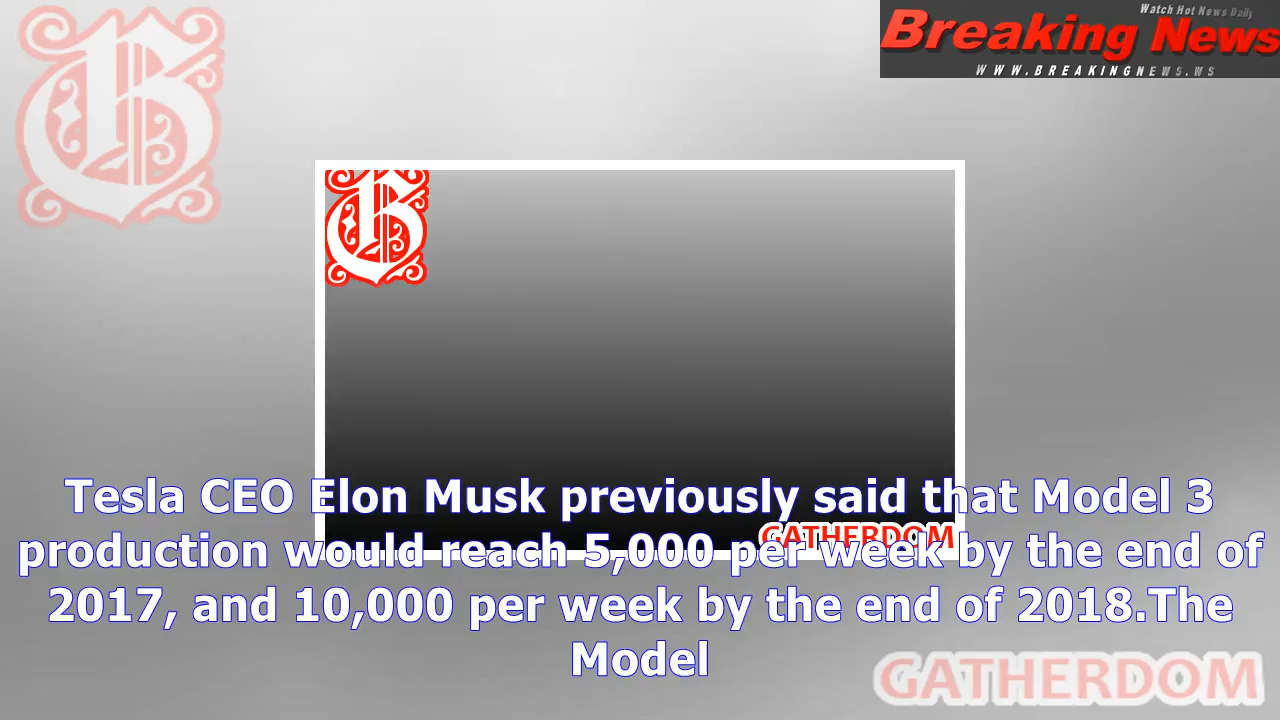 Watch Hot News Daily
Breaking News
WWW.BREAKINGNEWS.WS
G
G
GATHERDOM
Tesla CEO Elon Musk previously said that Model 3
production would reach 5,000 per week by the end of
2017, and 10,000 per week by the end of 2018.The
Model
GATHERDOM